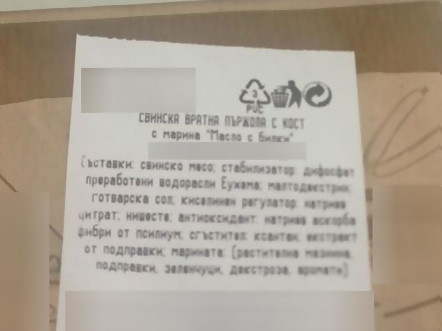 3
PVC
СВИНСКА ВРАТНА ПЪРЖОЛА С КОСТ
с марина "Масло с билки"
Съставки: свинско месо; стабилизатор: дифосфат
преработени водорасли Еухема; малтодекстрин;
готварска сол; киселинен регулатор: натриев
цитрат; нишесте; антиоксидант: натриев аскорба
фибри от псилиум; сгъстител: ксантан; екстракт
от подправки; марината: (растителна мазнина,
подправки, зеленчуци, декстроза, аромати)